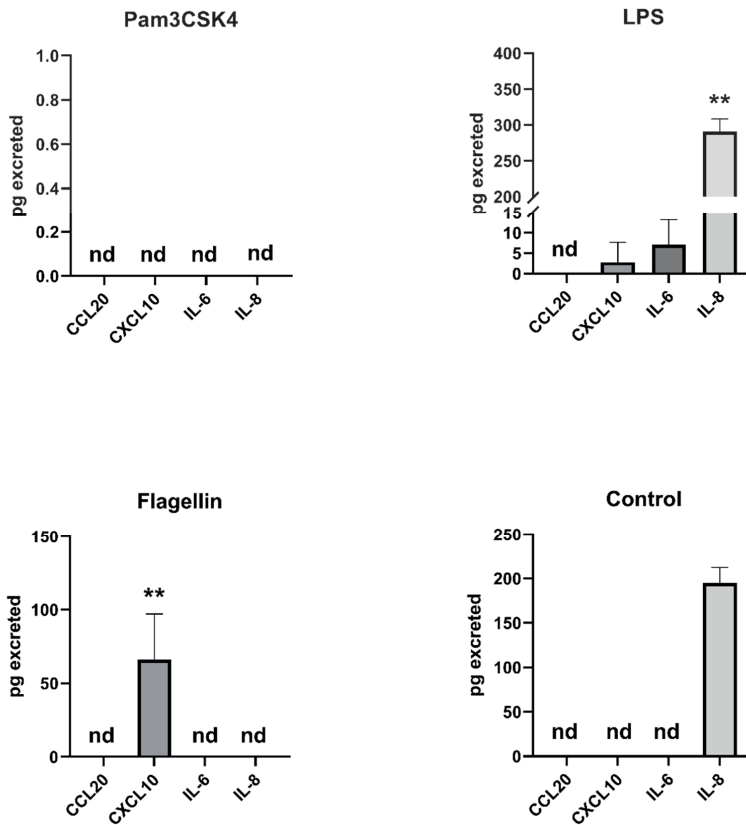 Pam3CSK4
pg excreted
1.0
0.8
0.6
0.4
0.2
0.0
nd nd nd nd
CCL20 CXCL10 IL-6 IL-8
LPS
pg excreted
400
350
300
250
200
15
10
5
0
**
nd
CCL20 CXCL10 IL-6 IL-8
Flagellin
pg excreted
150
100
50
0
**
nd nd nd
CCL20 CXCL10 IL-6 IL-8
Control
pg excreted
250
200
150
100
50
0
nd nd nd
CCL20 CXCL10 IL-6 IL-8